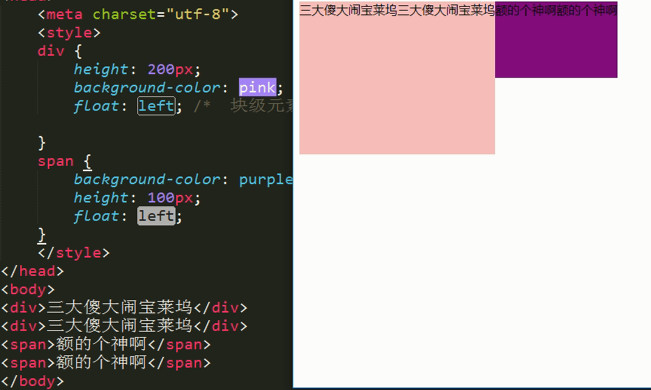 <meta charset="utf-8">
<style>
div {
height: 200px;
background-color: pink;
float: left; /* 块级元素
}
span {
background-color: purple
height: 100px;
float: left;
}
</style>
</head>
<body>
<div>三大傻大闹宝莱坞</div>
<div>三大傻大闹宝莱坞</div>
<span>额的个神啊</span>
<span>额的个神啊</span>
</body>
三大傻大闹宝莱坞三大傻大闹宝莱坞额的个神啊额的个神啊